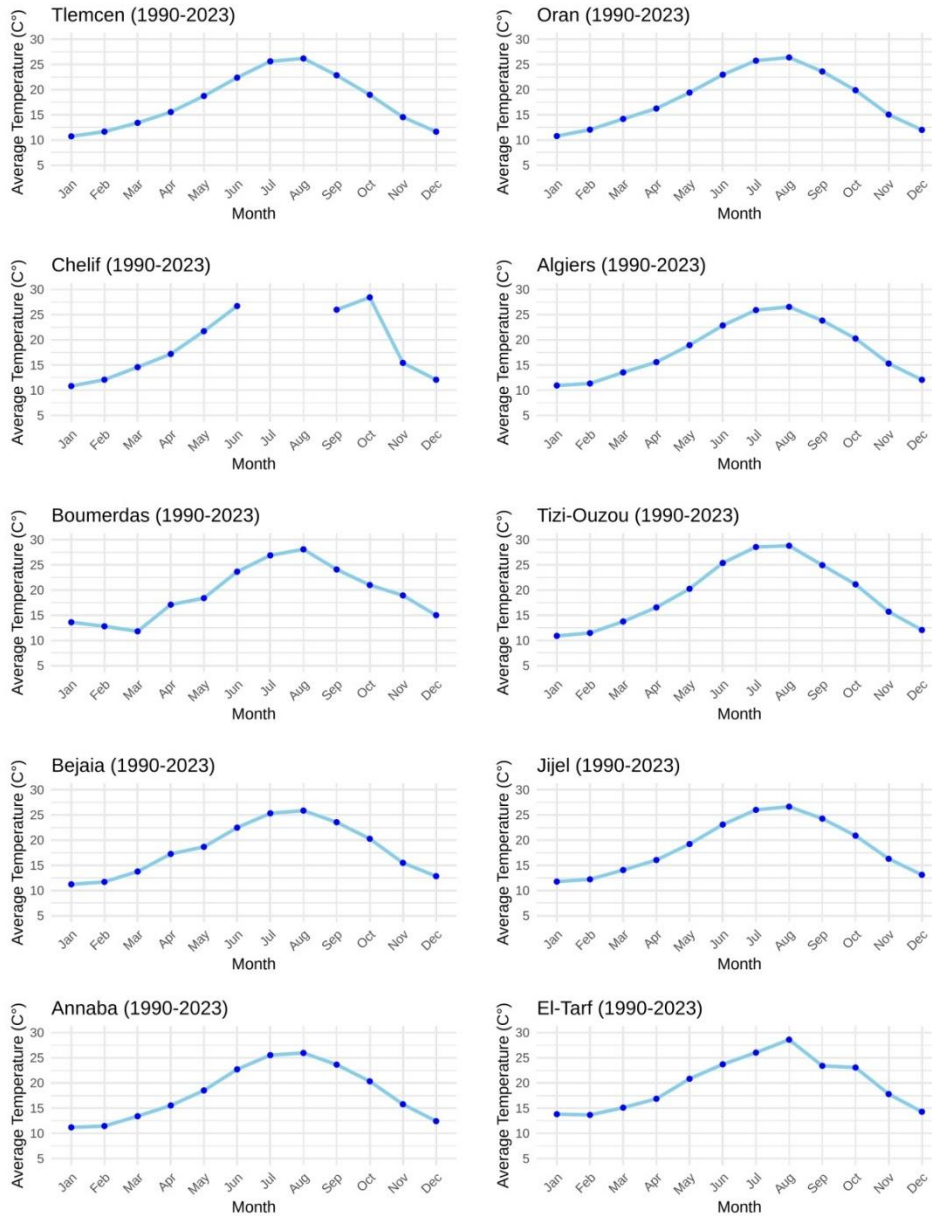 Tlemcen (1990-2023)
Average Temperature (C°)
30
25
20
15
10
5
Jan Feb Mar Apr May Jun Jul Aug Sep Oct Nov Dec
Month
Oran (1990-2023)
Average Temperature (C°)
30
25
20
15
10
5
Jan Feb Mar Apr May Jun Jul Aug Sep Oct Nov Dec
Month
Chelif (1990-2023)
Average Temperature (C°)
30
25
20
15
10
5
Jan Feb Mar Apr May Jun Jul Aug Sep Oct Nov Dec
Month
Algiers (1990-2023)
Average Temperature (C°)
30
25
20
15
10
5
Jan Feb Mar Apr May Jun Jul Aug Sep Oct Nov Dec
Month
Boumerdas (1990-2023)
Average Temperature (C°)
30
25
20
15
10
5
Jan Feb Mar Apr May Jun Jul Aug Sep Oct Nov Dec
Month
Tizi-Ouzou (1990-2023)
Average Temperature (C°)
30
25
20
15
10
5
Jan Feb Mar Apr May Jun Jul Aug Sep Oct Nov Dec
Month
Bejaia (1990-2023)
Average Temperature (C°)
30
25
20
15
10
5
Jan Feb Mar Apr May Jun Jul Aug Sep Oct Nov Dec
Month
Jijel (1990-2023)
Average Temperature (C°)
30
25
20
15
10
5
Jan Feb Mar Apr May Jun Jul Aug Sep Oct Nov Dec
Month
Annaba (1990-2023)
Average Temperature (C°)
30
25
20
15
10
5
Jan Feb Mar Apr May Jun Jul Aug Sep Oct Nov Dec
Month
El-Tarf (1990-2023)
Average Temperature (C°)
30
25
20
15
10
5
Jan Feb Mar Apr May Jun Jul Aug Sep Oct Nov Dec
Month